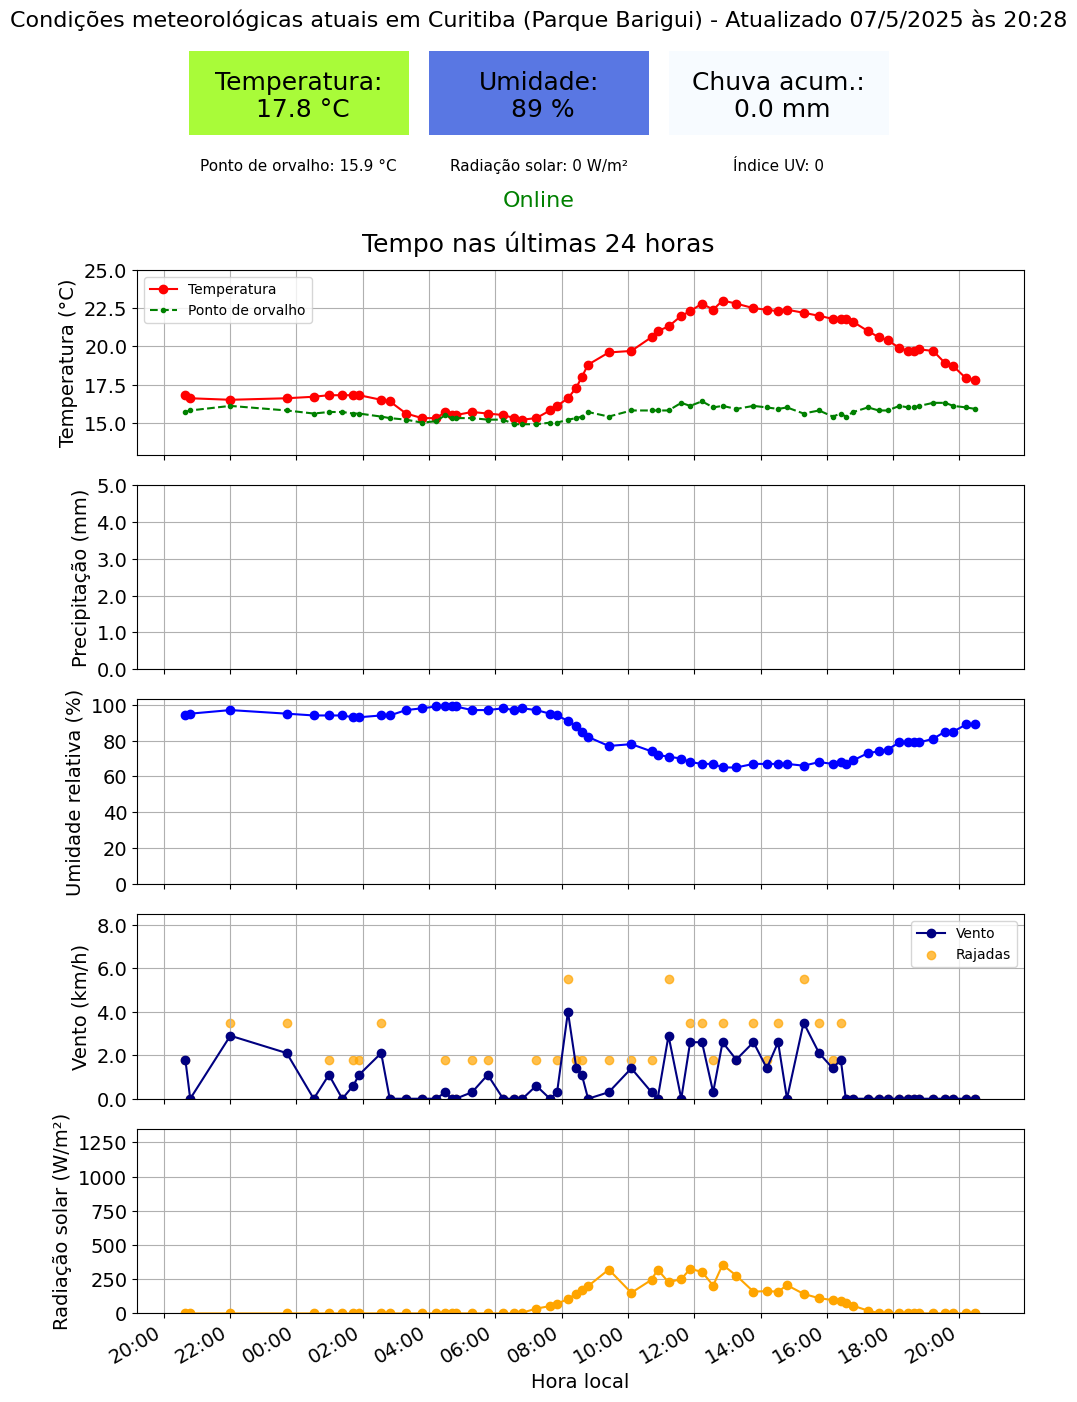 Condições meteorológicas atuais em Curitiba (Parque Barigui) - Atualizado 07/5/2025 às 20:28
Temperatura:
17.8 °C
Umidade:
89 %
Chuva acum.:
0.0 mm
Ponto de orvalho: 15.9 °C
Radiação solar: 0 W/m²
Índice UV: 0
Online
Tempo nas últimas 24 horas
Temperatura (°C)
25.0
22.5
20.0
17.5
15.0
Temperatura
Ponto de orvalho
Precipitação (mm)
5.0
4.0
3.0
2.0
1.0
0.0
Umidade relativa (%)
100
80
60
40
20
0
Vento (km/h)
8.0
6.0
4.0
2.0
0.0
Vento
Rajadas
Radiação solar (W/m²)
1250
1000
750
500
250
0
20:00
22:00
00:00
02:00
04:00
06:00
08:00
10:00
12:00
14:00
16:00
18:00
20:00
Hora local